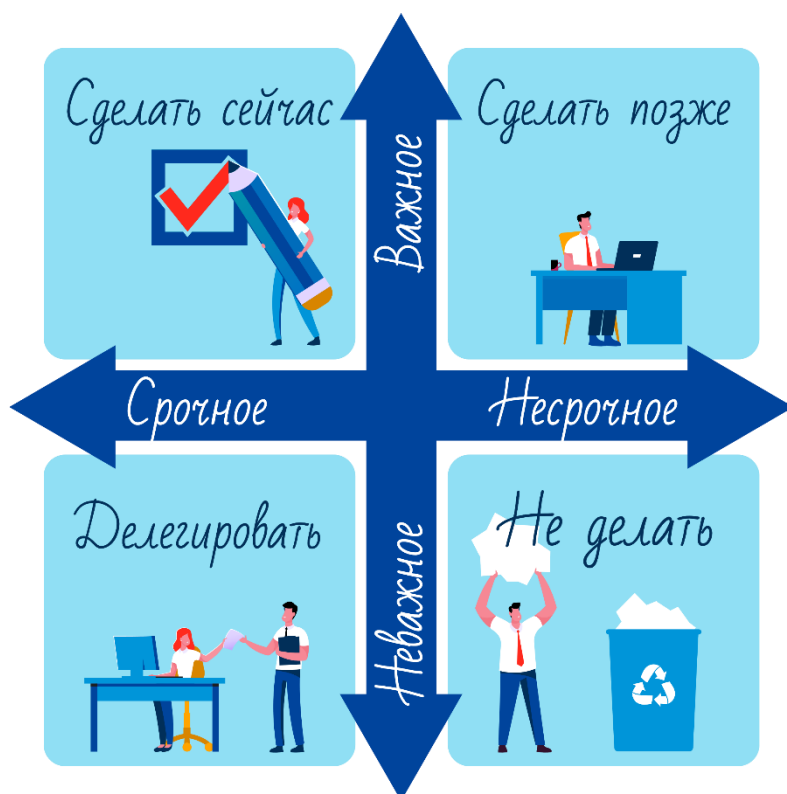 Сделать сейчас
Сделать позже
Важное
Срочное
Несрочное
Делегировать
Не делать
Неважное